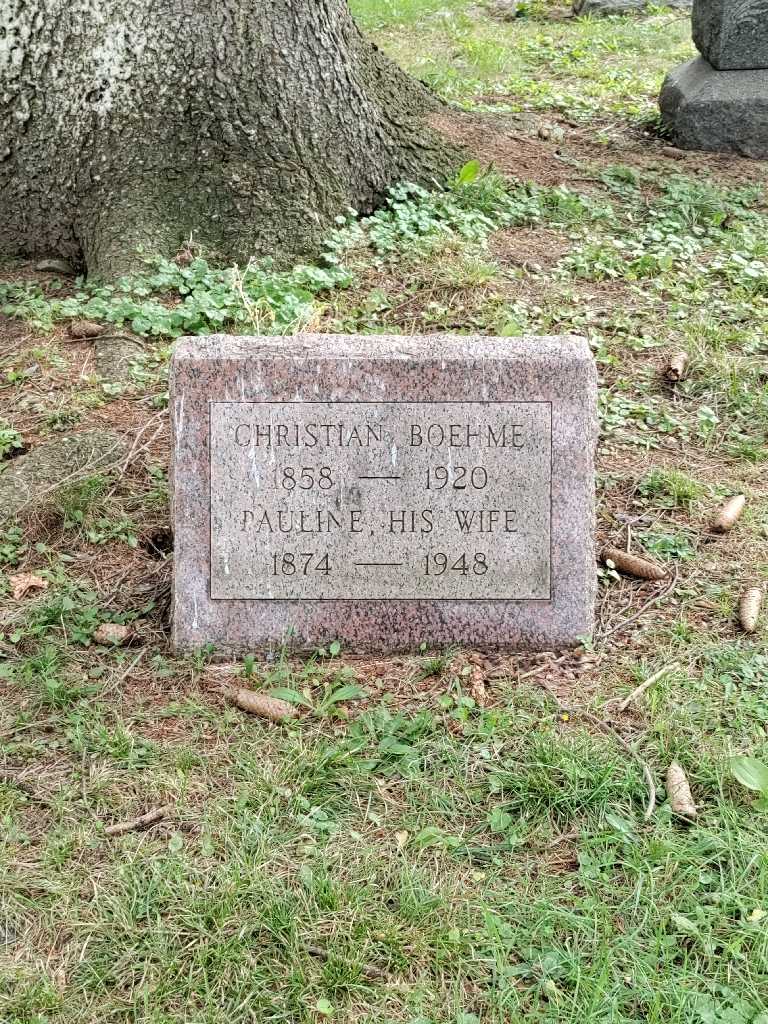 CHRISTIAN BOEHME
1858 — 1920
PAULINE, HIS WIFE
1874 — 1948